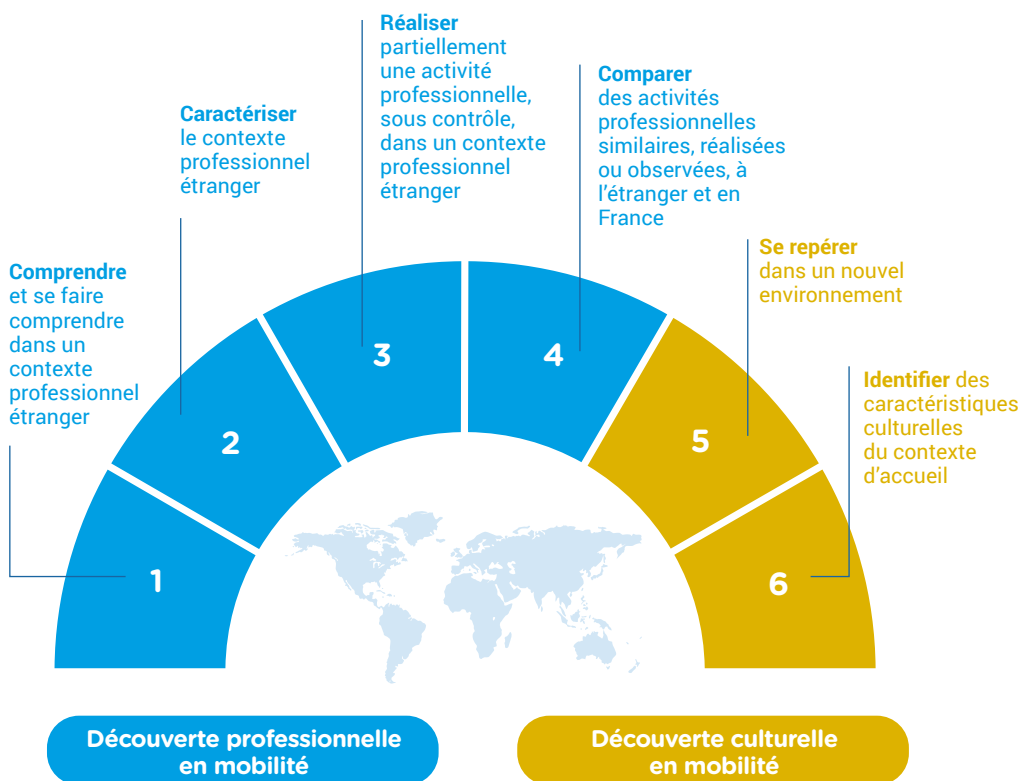 Comprendre
et se faire
comprendre
dans un
contexte
professionnel
étranger
1
Caractériser
le contexte
professionnel
étranger
2
Réaliser
partiellement
une activité
professionnelle,
sous contrôle,
dans un contexte
professionnel
étranger
3
Comparer
des activités
professionnelles
similaires, réalisées
ou observées, à
l’étranger et en
France
4
Se repérer
dans un nouvel
environnement
5
Identifier des
caractéristiques
culturelles
du contexte
d’accueil
6
Découverte professionnelle
en mobilité
Découverte culturelle
en mobilité